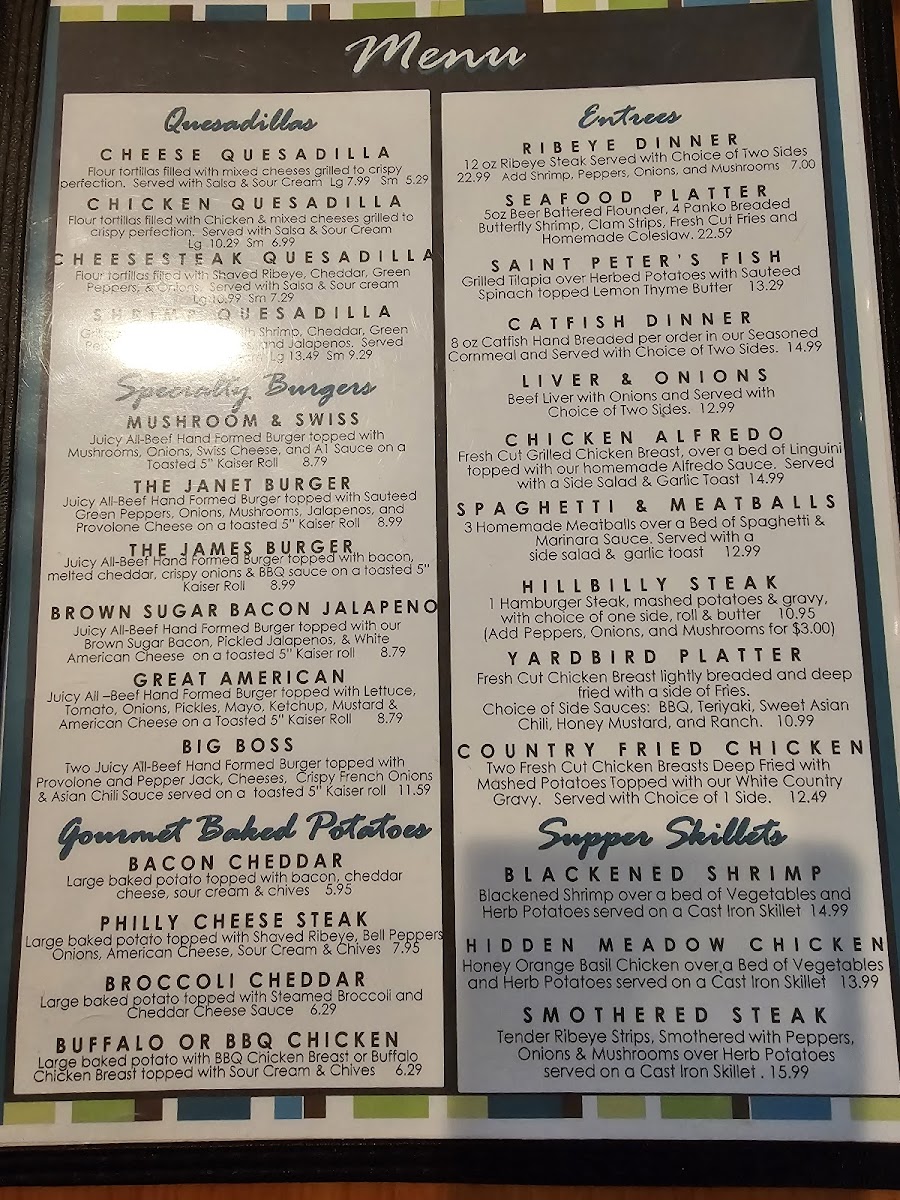 Menu
Quesadillas
CHEESE QUESADILLA
Flour tortillas filled with mixed cheeses grilled to crispy
perfection. Served with Salsa & Sour Cream Lg 7.99 Sm 5.29
CHICKEN QUESADILLA
Flour tortillas filled with Chicken & mixed cheeses grilled to
crispy perfection. Served with Salsa & Sour Cream
Lg 10.29 Sm 6.99
CHEESESTEAK QUESADILLA
Flour tortillas filled with Shaved Ribeye, Cheddar, Green
Peppers, & Onions. Served with Salsa & Sour cream
Lg 10.99 Sm 7.29
SHRIMP QUESADILLA
Shrimp, Cheddar, Green
and Jalapenos. Served
Lg 13.49 Sm 9.29
Specialty Burgers
MUSHROOM & SWISS
Juicy All-Beef Hand Formed Burger topped with
Mushrooms, Onions, Swiss Cheese, and A1 Sauce on a
Toasted 5" Kaiser Roll 8.79
THE JANET BURGER
Juicy All-Beef Hand Formed Burger topped with Sauteed
Green Peppers, Onions, Mushrooms, Jalapenos, and
Provolone Cheese on a toasted 5" Kaiser Roll 8.99
THE JAMES BURGER
Juicy All-Beef Hand Formed Burger topped with bacon,
melted cheddar, crispy onions & BBQ sauce on a toasted 5"
Kaiser Roll 8.99
BROWN SUGAR BACON JALAPENO
Juicy All-Beef Hand Formed Burger topped with our
Brown Sugar Bacon, Pickled Jalapenos, & White
American Cheese on a toasted 5" Kaiser roll 8.79
GREAT AMERICAN
Juicy All –Beef Hand Formed Burger topped with Lettuce,
Tomato, Onions, Pickles, Mayo, Ketchup, Mustard &
American Cheese on a Toasted 5" Kaiser Roll 8.79
BIG BOSS
Two Juicy All-Beef Hand Formed Burger topped with
Provolone and Pepper Jack, Cheeses, Crispy French Onions
& Asian Chili Sauce served on a toasted 5" Kaiser roll 11.59
Gourmet Baked Potatoes
BACON CHEDDAR
Large baked potato topped with bacon, cheddar
cheese, sour cream & chives 5.95
PHILLY CHEESE STEAK
Large baked potato topped with Shaved Ribeye, Bell Peppers
Onions, American Cheese, Sour Cream & Chives 7.95
BROCCOLI CHEDDAR
Large baked potato topped with Steamed Broccoli and
Cheddar Cheese Sauce 6.29
BUFFALO OR BBQ CHICKEN
Large baked potato with BBQ Chicken Breast or Buffalo
Chicken Breast topped with Sour Cream & Chives 6.29
Entrees
RIBEYE DINNER
12 oz Ribeye Steak Served with Choice of Two Sides
22.99 Add Shrimp, Peppers, Onions, and Mushrooms 7.00
SEAFOOD PLATTER
5oz Beer Battered Flounder, 4 Panko Breaded
Butterfly Shrimp, Clam Strips, Fresh Cut Fries and
Homemade Coleslaw. 22.59
SAINT PETER'S FISH
Grilled Tilapia over Herbed Potatoes with Sauteed
Spinach topped Lemon Thyme Butter 13.29
CATFISH DINNER
8 oz Catfish Hand Breaded per order in our Seasoned
Cornmeal and Served with Choice of Two Sides. 14.99
LIVER & ONIONS
Beef Liver with Onions and Served with
Choice of Two Sides. 12.99
CHICKEN ALFREDO
Fresh Cut Grilled Chicken Breast, over a bed of Linguini
topped with our homemade Alfredo Sauce. Served
with a Side Salad & Garlic Toast 14.99
SPAGHETTI & MEATBALLS
3 Homemade Meatballs over a Bed of Spaghetti &
Marinara Sauce. Served with a
side salad & garlic toast 12.99
HILLBILLY STEAK
1 Hamburger Steak, mashed potatoes & gravy,
with choice of one side, roll & butter 10.95
(Add Peppers, Onions, and Mushrooms for $3.00)
YARDBIRD PLATTER
Fresh Cut Chicken Breast lightly breaded and deep
fried with a side of Fries.
Choice of Side Sauces: BBQ, Teriyaki, Sweet Asian
Chili, Honey Mustard, and Ranch. 10.99
COUNTRY FRIED CHICKEN
Two Fresh Cut Chicken Breasts Deep Fried with
Mashed Potatoes Topped with our White Country
Gravy. Served with Choice of 1 Side. 12.49
Supper Skillets
BLACKENED SHRIMP
Blackened Shrimp over a bed of Vegetables and
Herb Potatoes served on a Cast Iron Skillet 14.99
HIDDEN MEADOW CHICKEN
Honey Orange Basil Chicken over a Bed of Vegetables
and Herb Potatoes served on a Cast Iron Skillet 13.99
SMOTHERED STEAK
Tender Ribeye Strips, Smothered with Peppers,
Onions & Mushrooms over Herb Potatoes
served on a Cast Iron Skillet . 15.99